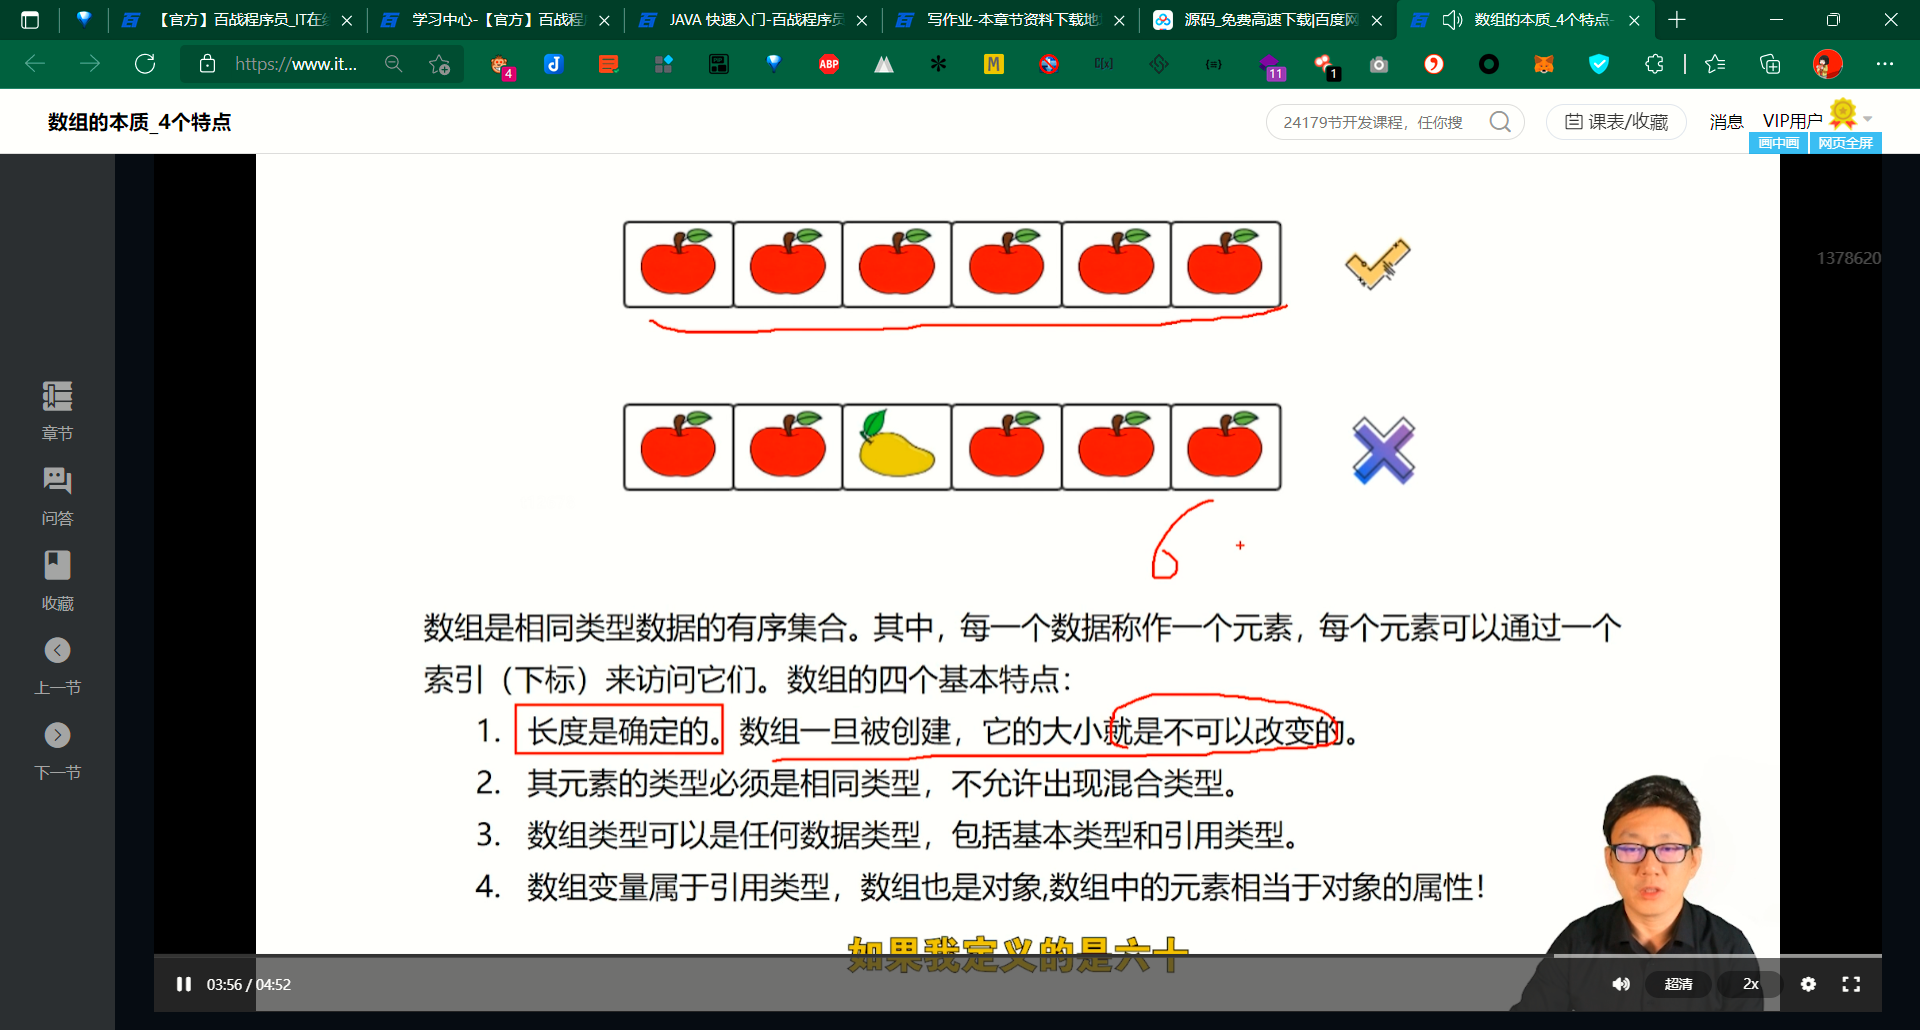 【官方】百战程序员_IT在线
学习中心-【官方】百战程序
JAVA 快速入门-百战程序员
写作业-本章节资料下载地
源码_免费高速下载|百度网
数组的本质_4个特点-
https://www.it...
4
ABP
M
11
1
数组的本质_4个特点
24179节开发课程，任你搜
课表/收藏
消息
VIP用户
画中画
网页全屏
1378620
章节
问答
收藏
上一节
下一节
6
数组是相同类型数据的有序集合。其中，每一个数据称作一个元素，每个元素可以通过一个
索引（下标）来访问它们。数组的四个基本特点：
1. 长度是确定的。数组一旦被创建，它的大小就是不可以改变的。
2. 其元素的类型必须是相同类型，不允许出现混合类型。
3. 数组类型可以是任何数据类型，包括基本类型和引用类型。
4. 数组变量属于引用类型，数组也是对象,数组中的元素相当于对象的属性！
如果我定义的是六十
03:56 / 04:52
超清
2x